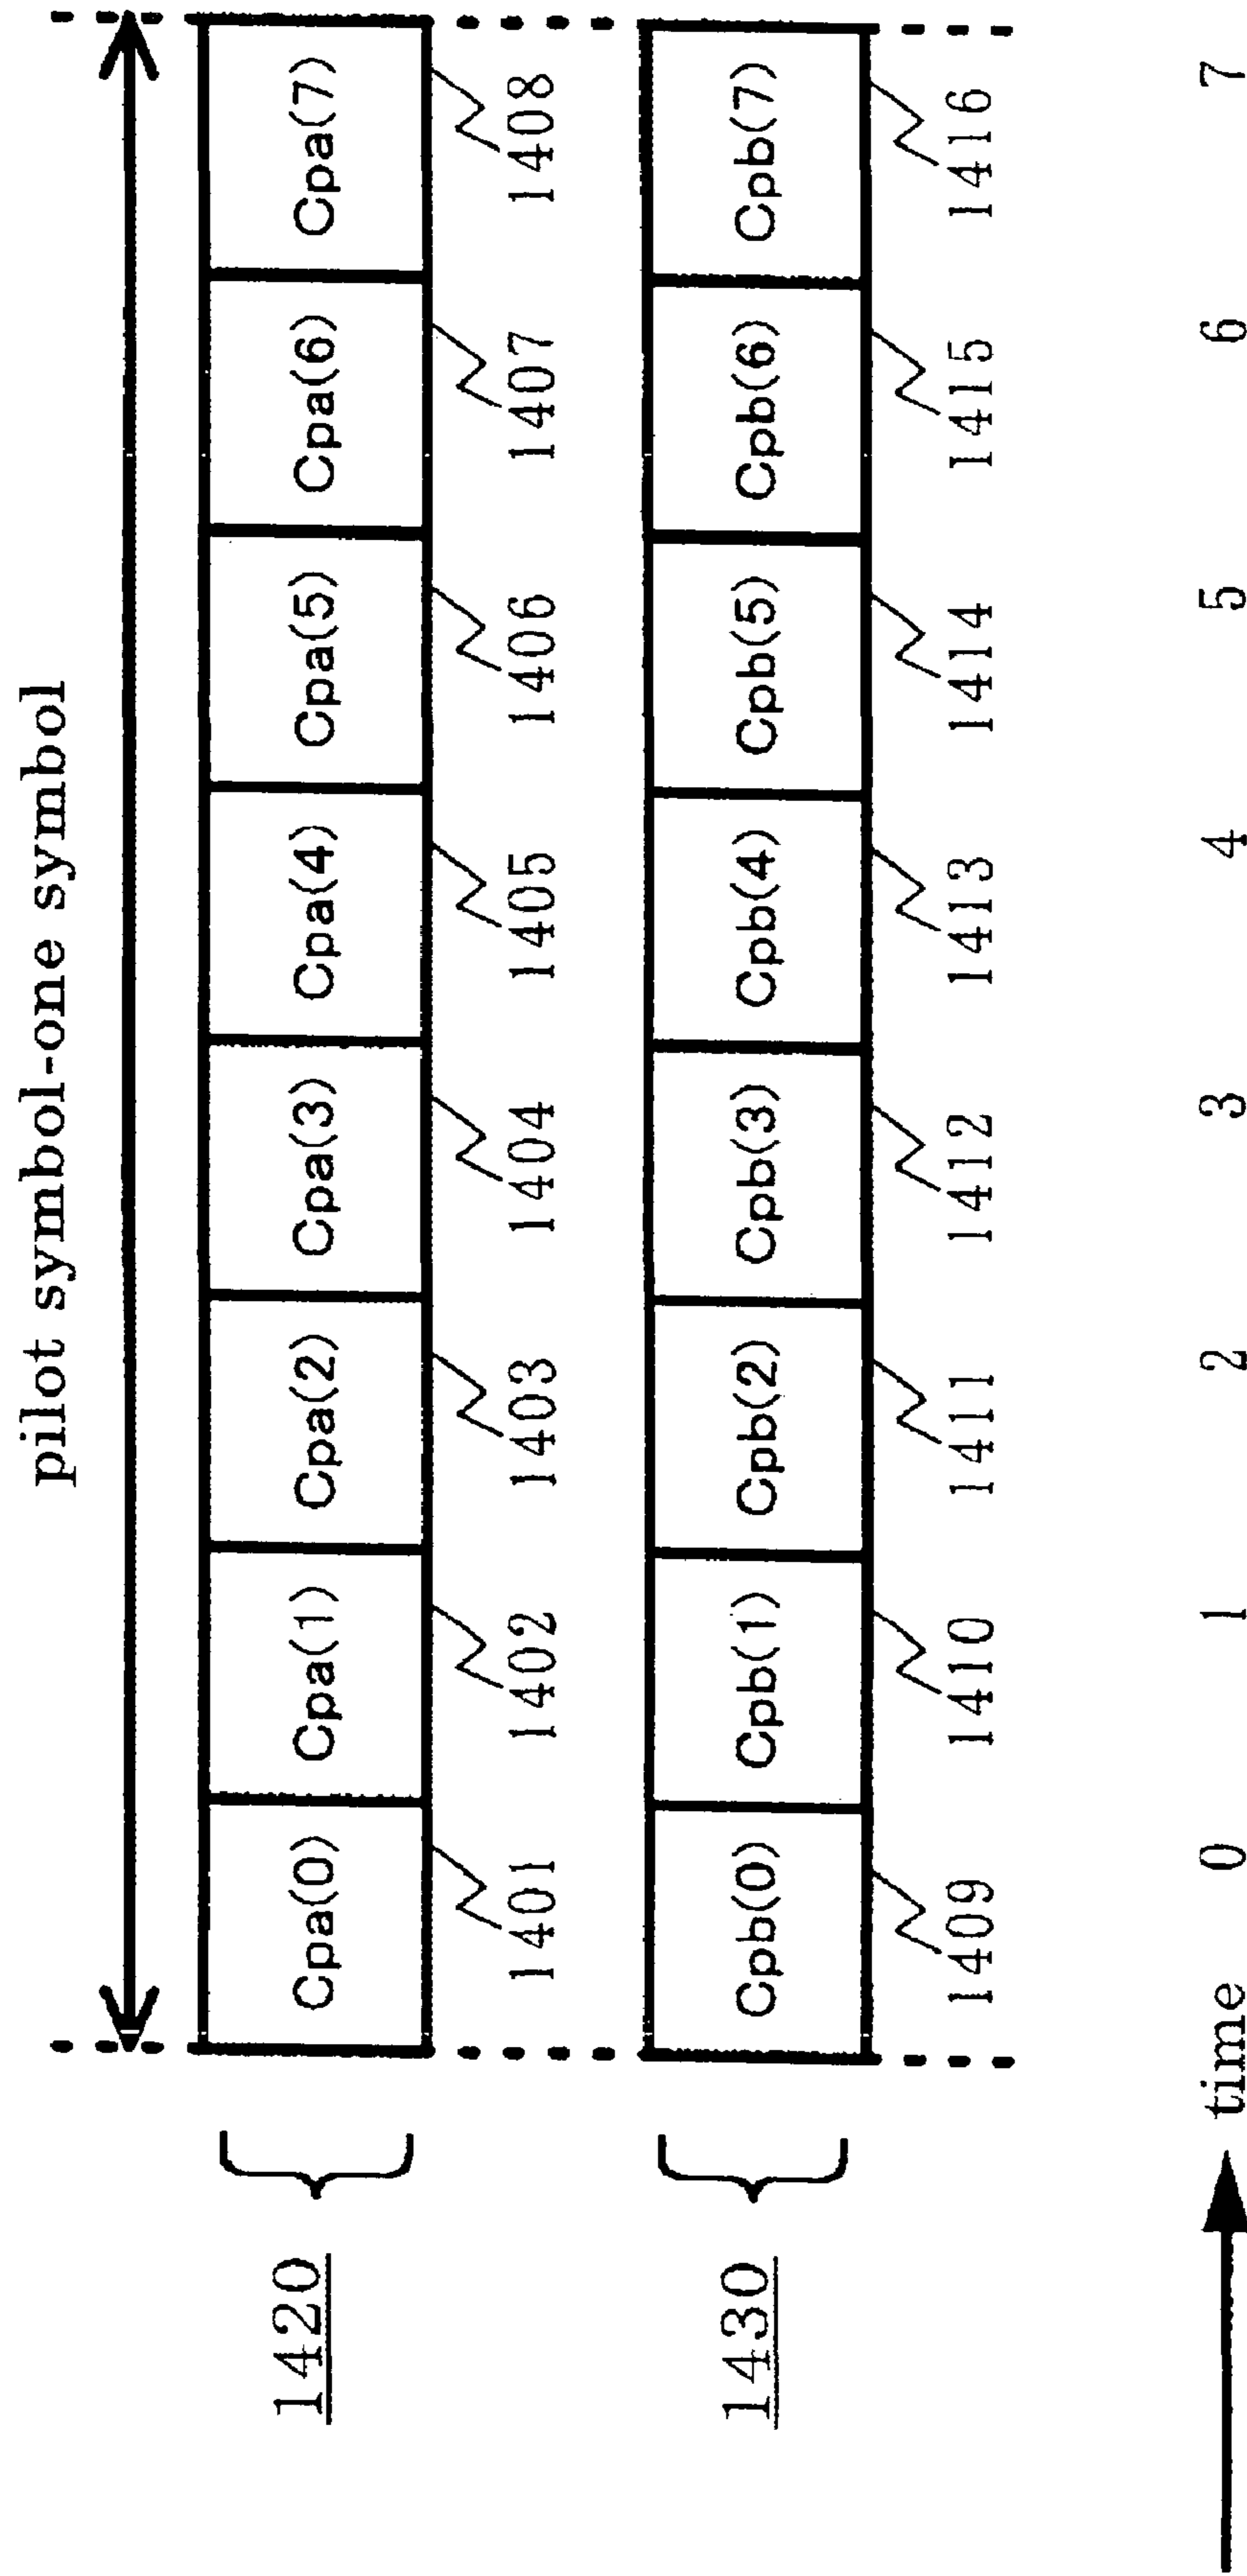 pilot symbol-one symbol
1420
Cpa(0) Cpa(1) Cpa(2) Cpa(3) Cpa(4) Cpa(5) Cpa(6) Cpa(7)
1401 1402 1403 1404 1405 1406 1407 1408
1430
Cpb(0) Cpb(1) Cpb(2) Cpb(3) Cpb(4) Cpb(5) Cpb(6) Cpb(7)
1409 1410 1411 1412 1413 1414 1415 1416
time 0 1 2 3 4 5 6 7